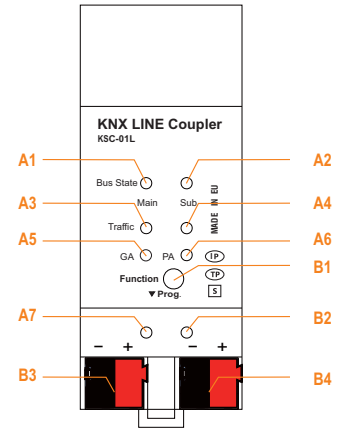 KNX LINE Coupler
KSC-01L
A1
A2
Bus State
Main
Sub
MADE IN EU
A3
A4
Traffic
A5
A6
GA
PA
IP
B1
TP
Function
▼Prog.
S
A7
B2
− +
− +
B3
B4